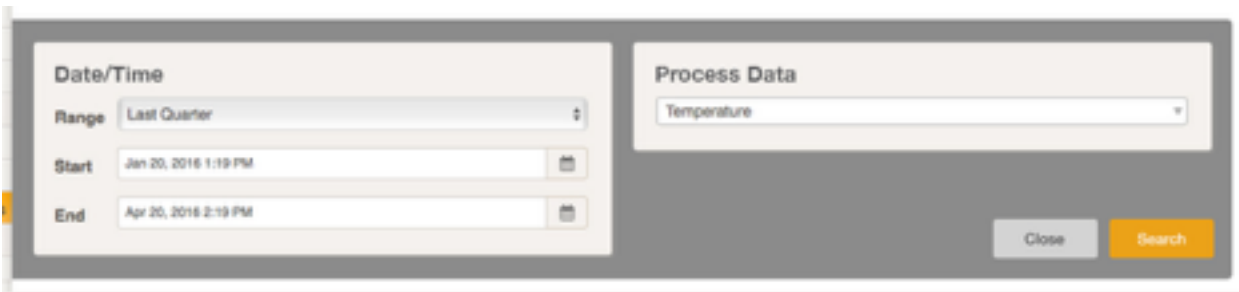 Date/Time
Range Last Quarter
Start Jan 20, 2016 1:19 PM
End Apr 20, 2016 2:19 PM
Process Data
Temperature
Close
Search